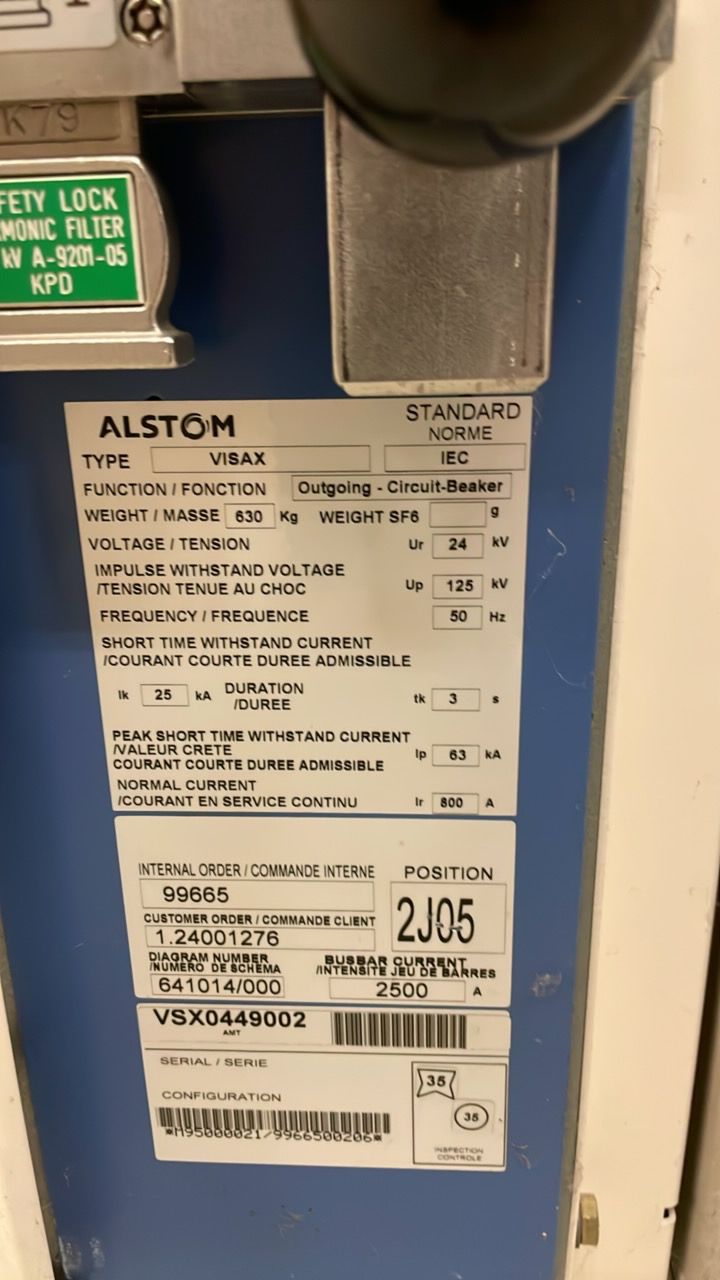 K79
FETY LOCK
MONIC FILTER
kV A-9201-05
KPD
ALSTOM
STANDARD
NORME
TYPE VISAX IEC
FUNCTION / FONCTION Outgoing - Circuit-Beaker
WEIGHT / MASSE 630 Kg WEIGHT SF6 g
VOLTAGE / TENSION Ur 24 kV
IMPULSE WITHSTAND VOLTAGE
/TENSION TENUE AU CHOC Up 125 kV
FREQUENCY / FREQUENCE 50 Hz
SHORT TIME WITHSTAND CURRENT
/COURANT COURTE DUREE ADMISSIBLE
Ik 25 kA DURATION
/DUREE tk 3 s
PEAK SHORT TIME WITHSTAND CURRENT
/VALEUR CRETE
COURANT COURTE DUREE ADMISSIBLE Ip 63 kA
NORMAL CURRENT
/COURANT EN SERVICE CONTINU Ir 800 A
INTERNAL ORDER / COMMANDE INTERNE
99665
POSITION
2J05
CUSTOMER ORDER / COMMANDE CLIENT
1.24001276
DIAGRAM NUMBER
/NUMERO DE SCHEMA
641014/000
BUSBAR CURRENT
/INTENSITE JEU DE BARRES
2500 A
VSX0449002
AMT
SERIAL / SERIE
CONFIGURATION
*M95000021/9966500206*
35
35
INSPECTION
CONTROLE